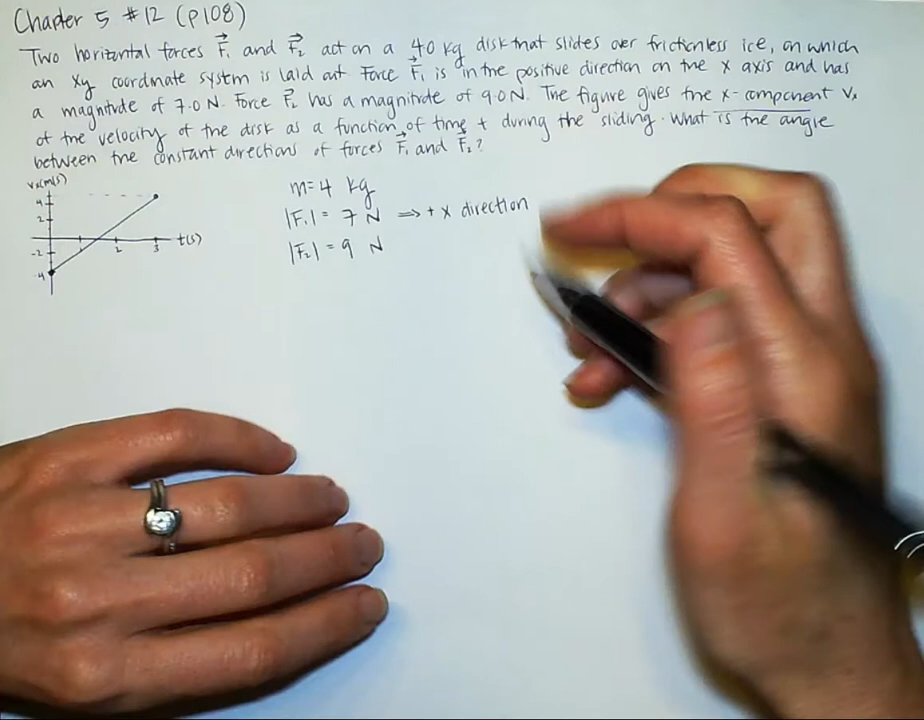 Chapter 5 #12 (p108)
Two horizontal forces F₁ and F₂ act on a 40 kg disk that slides over frictionless ice, on which
an xy coordinate system is laid out Force F₁ is in the positive direction on the x axis and has
a magnitude of 7.0 N. Force F₂ has a magnitude of 9.0 N. The figure gives the x-component Vx
of the velocity of the disk as a function of time t during the sliding. What is the angle
between the constant directions of forces F₁ and F₂?
vx(m/s)
4
2
-2
-4
2
3
t(s)
m=4 kg
|F₁| = 7 N ⟹ + x direction
|F₂| = 9 N